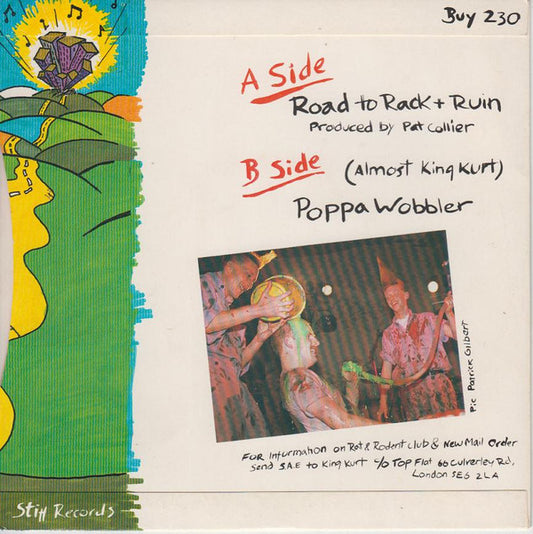 Buy 230
A Side
Road to Rack + Ruin
Produced by Pat Collier
B Side (Almost King Kurt)
Poppa Wobbler
Pic Patrick Gilbert
For Information on Rat & Rodent club & New Mail Order
Send S.A.E to King Kurt c/o Top Flat 66 Culverley Rd,
London SE6 2LA
Stiff Records